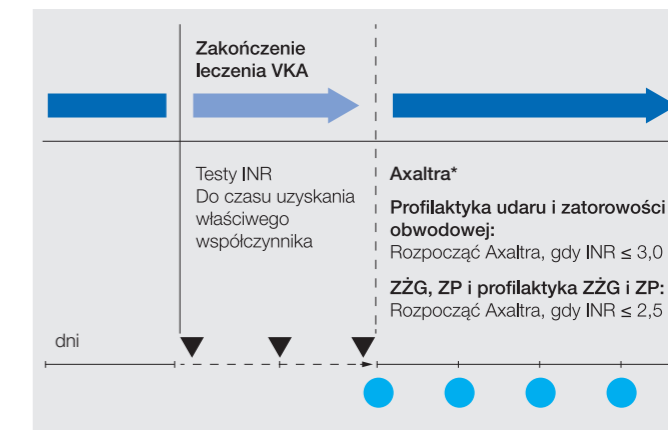 Zakończenie
leczenia VKA
Testy INR
Do czasu uzyskania
właściwego
współczynnika
Axaltra*
Profilaktyka udaru i zatorowości
obwodowej:
Rozpocząć Axaltra, gdy INR ≤ 3,0
ZŻG, ZP i profilaktyka ZŻG i ZP:
Rozpocząć Axaltra, gdy INR ≤ 2,5
dni